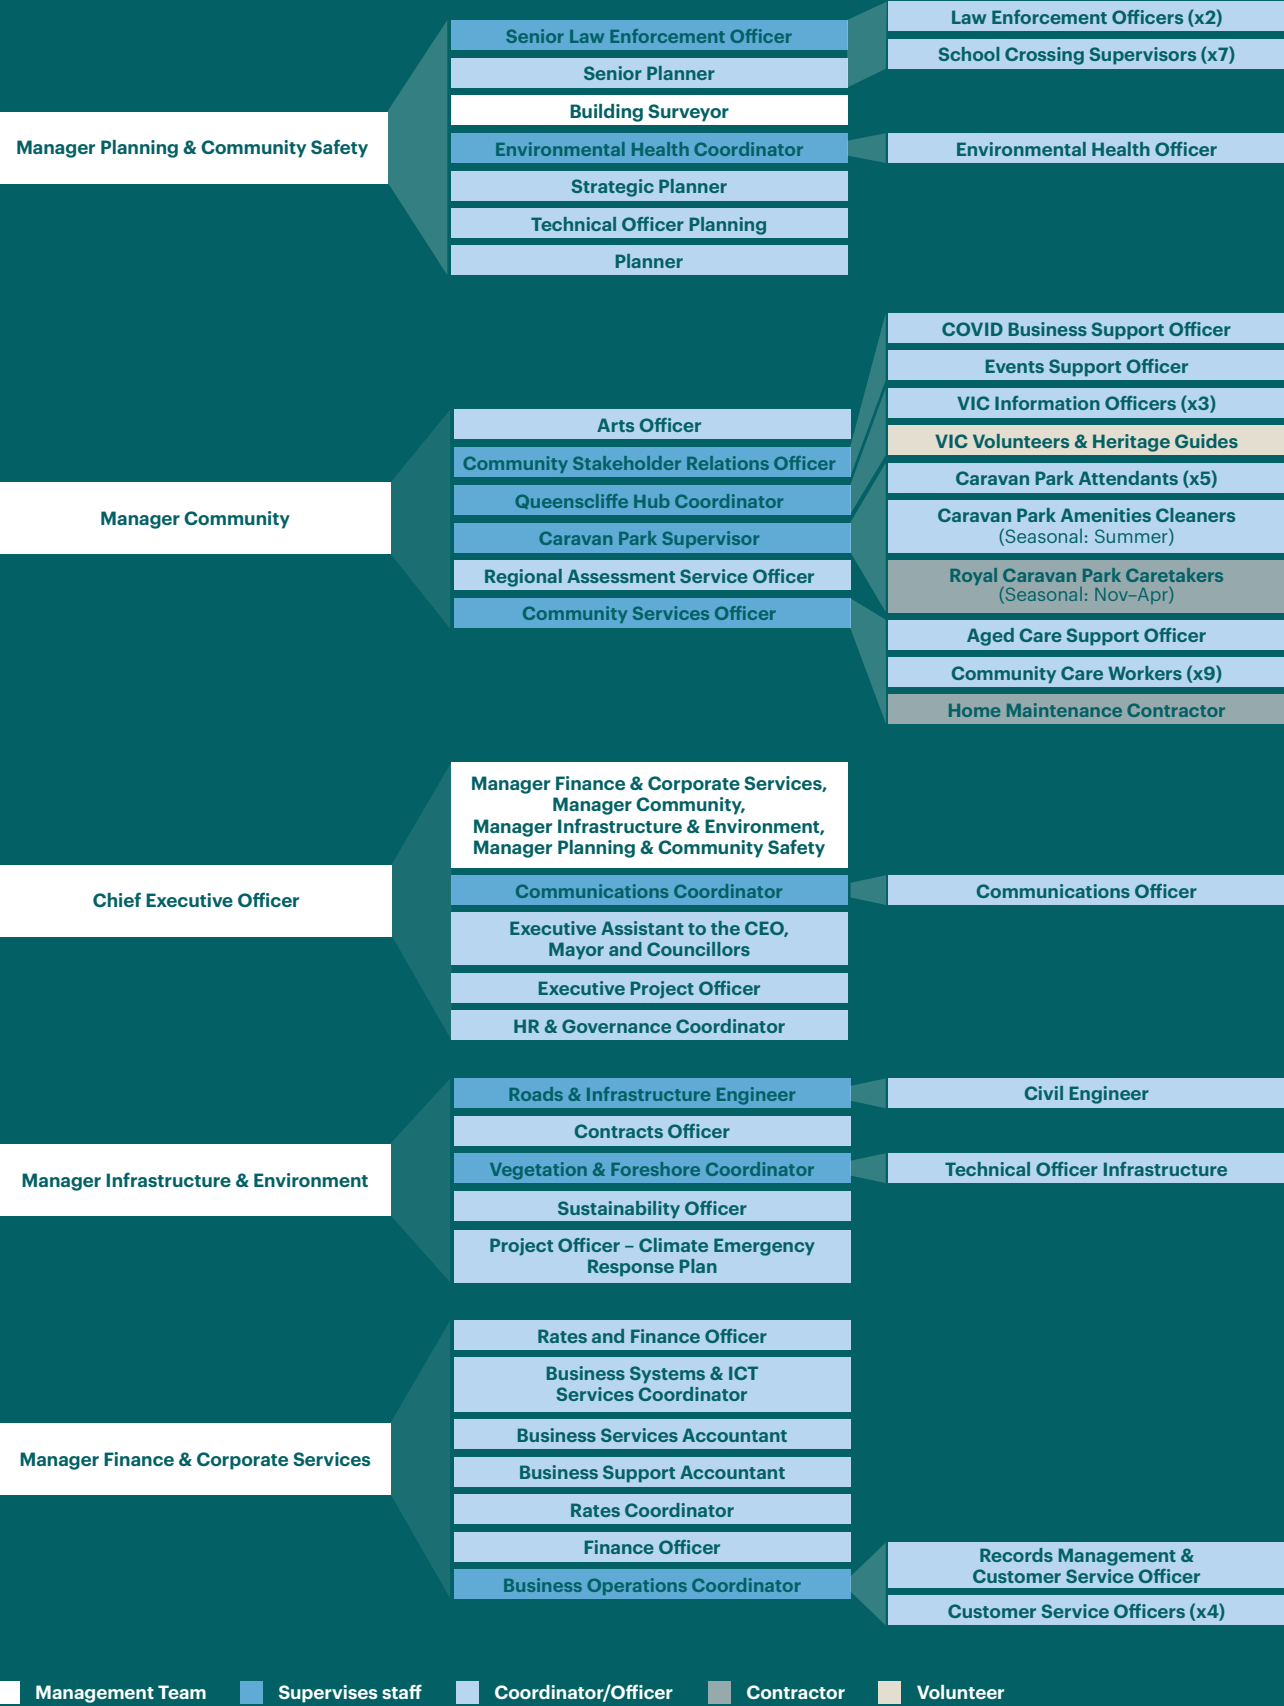 Manager Planning & Community Safety
Senior Law Enforcement Officer
Senior Planner
Building Surveyor
Environmental Health Coordinator
Strategic Planner
Technical Officer Planning
Planner
Law Enforcement Officers (x2)
School Crossing Supervisors (x7)
Environmental Health Officer
Manager Community
Arts Officer
Community Stakeholder Relations Officer
Queenscliffe Hub Coordinator
Caravan Park Supervisor
Regional Assessment Service Officer
Community Services Officer
COVID Business Support Officer
Events Support Officer
VIC Information Officers (x3)
VIC Volunteers & Heritage Guides
Caravan Park Attendants (x5)
Caravan Park Amenities Cleaners
(Seasonal: Summer)
Royal Caravan Park Caretakers
(Seasonal: Nov–Apr)
Aged Care Support Officer
Community Care Workers (x9)
Home Maintenance Contractor
Chief Executive Officer
Manager Finance & Corporate Services,
Manager Community,
Manager Infrastructure & Environment,
Manager Planning & Community Safety
Communications Coordinator
Executive Assistant to the CEO,
Mayor and Councillors
Executive Project Officer
HR & Governance Coordinator
Communications Officer
Manager Infrastructure & Environment
Roads & Infrastructure Engineer
Contracts Officer
Vegetation & Foreshore Coordinator
Sustainability Officer
Project Officer – Climate Emergency
Response Plan
Civil Engineer
Technical Officer Infrastructure
Manager Finance & Corporate Services
Rates and Finance Officer
Business Systems & ICT
Services Coordinator
Business Services Accountant
Business Support Accountant
Rates Coordinator
Finance Officer
Business Operations Coordinator
Records Management &
Customer Service Officer
Customer Service Officers (x4)
Management Team
Supervises staff
Coordinator/Officer
Contractor
Volunteer